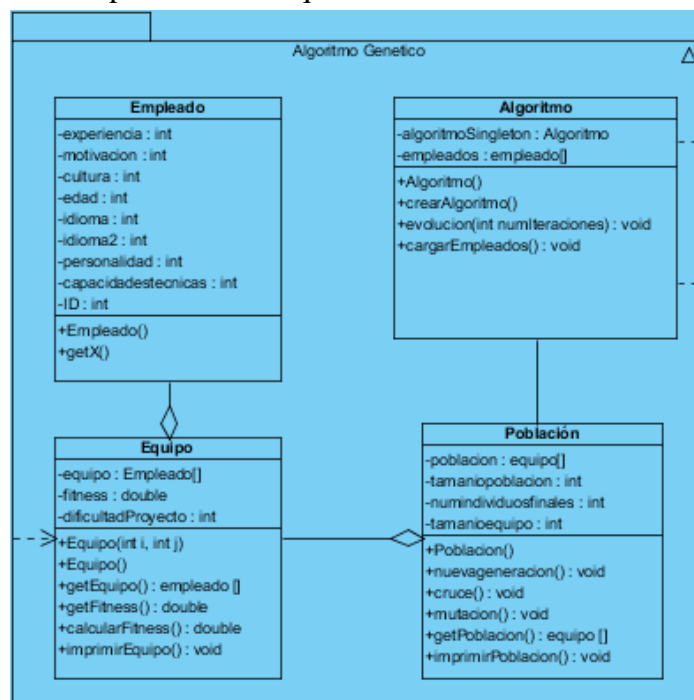 Algoritmo Genetico
Empleado
-experiencia : int
-motivacion : int
-cultura : int
-edad : int
-idioma : int
-idioma2 : int
-personalidad : int
-capacidadestecnicas : int
-ID : int
+Empleado()
+getX()
Algoritmo
-algoritmoSingleton : Algoritmo
-empleados : empleado[]
+Algoritmo()
+crearAlgoritmo()
+evolucion(int numIteraciones) : void
+cargarEmpleados() : void
Equipo
-equipo : Empleado[]
-fitness : double
-dificultadProyecto : int
+Equipo(int i, int j)
+Equipo()
+getEquipo() : empleado []
+getFitness() : double
+calcularFitness() : double
+imprimirEquipo() : void
Población
-poblacion : equipo[]
-tamaniopoblacion : int
-numindividuosfinales : int
-tamanioequipo : int
+Poblacion()
+nuevageneracion() : void
+cruce() : void
+mutacion() : void
+getPoblacion() : equipo []
+imprimirPoblacion() : void